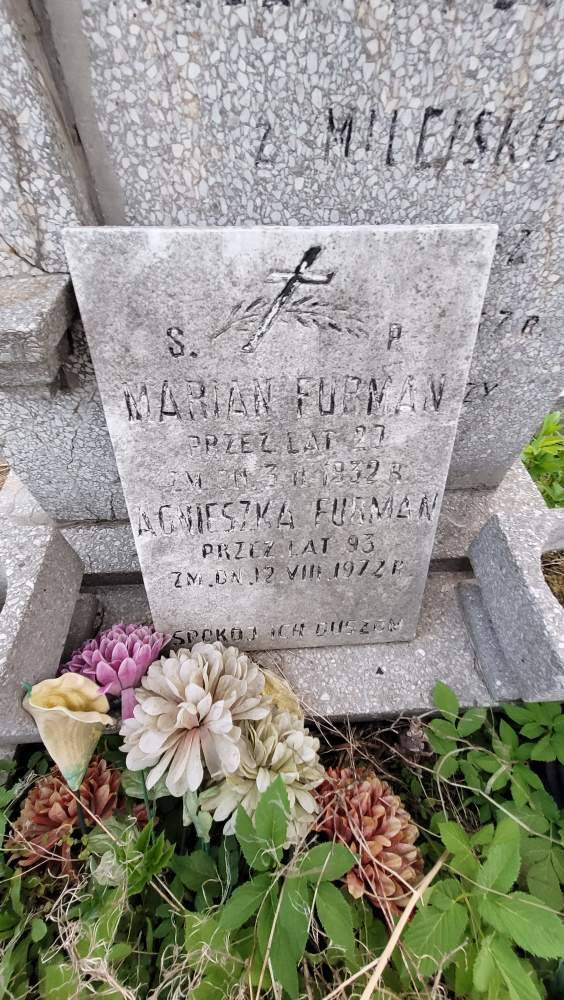 Z MILEJSK
S. P.
MARIAN FURMAN
PRZEZ LAT 27
ZM. DN. 3 II 1932 R.
AGNIESZKA FURMAN
PRZEZ LAT 93
ZM. DN. 12 VIII 1972 R.
SPOKÓJ ICH DUSZOM